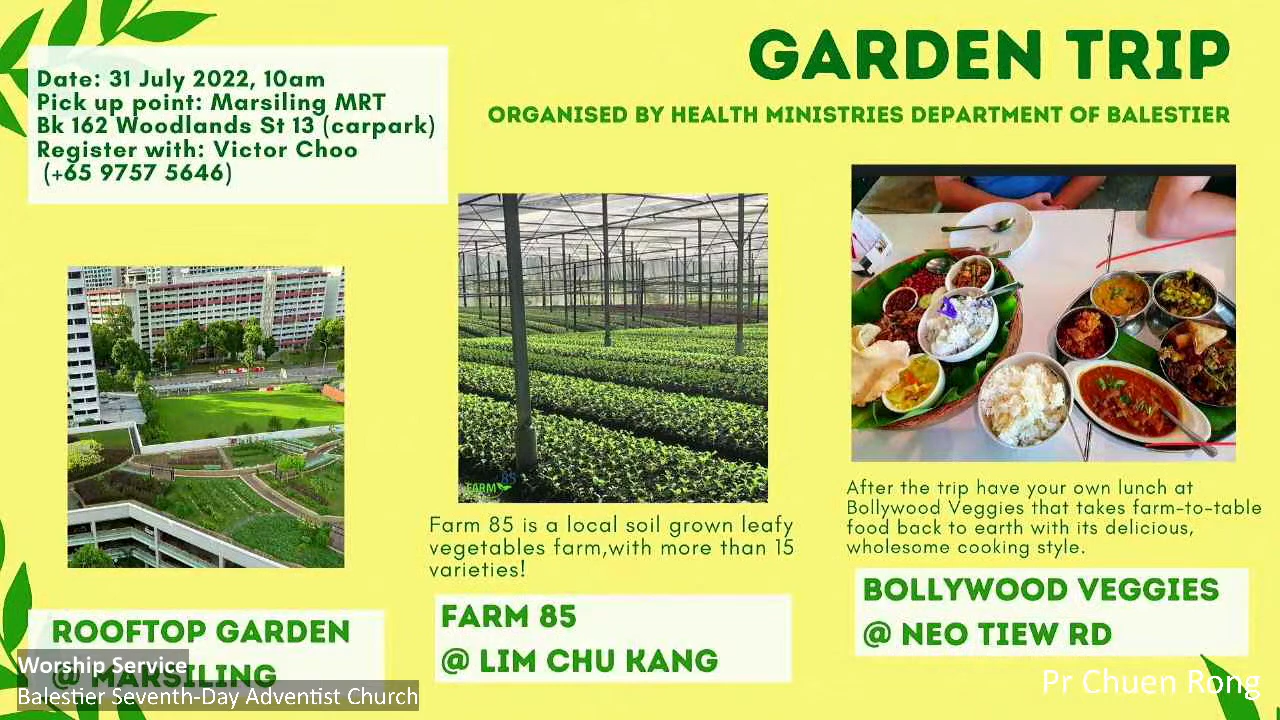 GARDEN TRIP
ORGANISED BY HEALTH MINISTRIES DEPARTMENT OF BALESTIER
Date: 31 July 2022, 10am
Pick up point: Marsiling MRT
Bk 162 Woodlands St 13 (carpark)
Register with: Victor Choo
(+65 9757 5646)
ROOFTOP GARDEN
@ MARSILING
FARM 85
Farm 85 is a local soil grown leafy
vegetables farm,with more than 15
varieties!
FARM 85
@ LIM CHU KANG
After the trip have your own lunch at
Bollywood Veggies that takes farm-to-table
food back to earth with its delicious,
wholesome cooking style.
BOLLYWOOD VEGGIES
@ NEO TIEW RD
Worship Service
Balestier Seventh-Day Adventist Church
Pr Chuen Rong